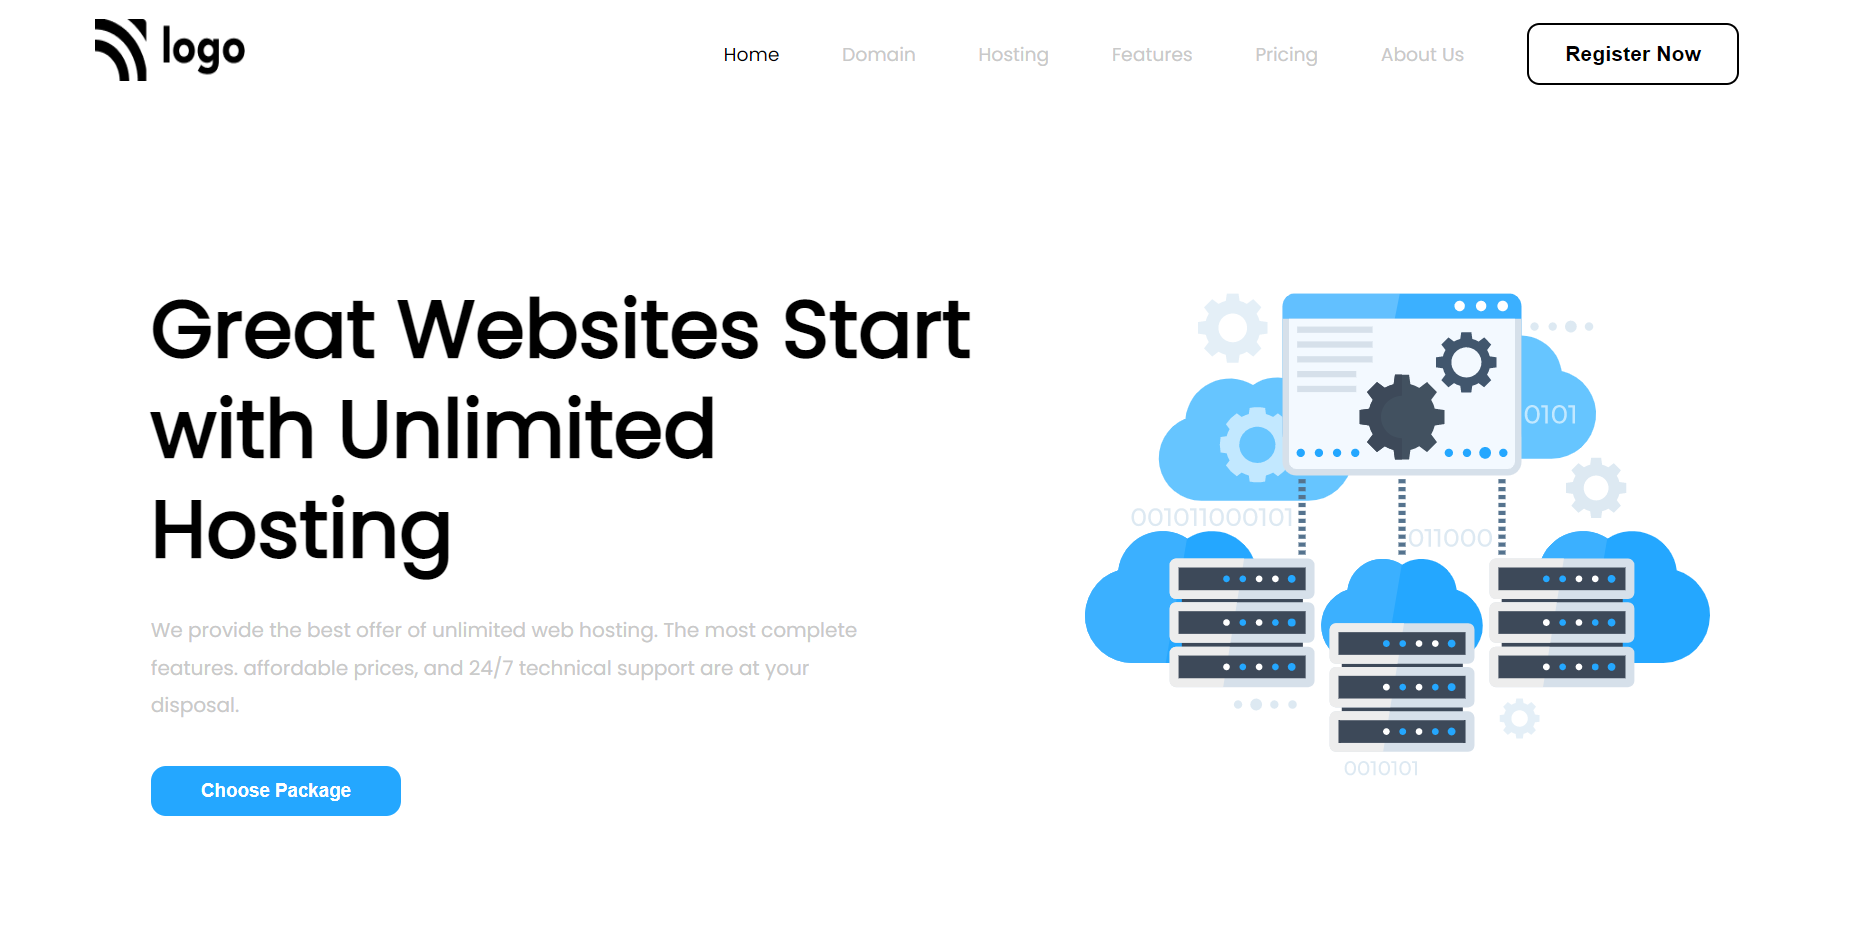 logo
Home Domain Hosting Features Pricing About Us Register Now
Great Websites Start
with Unlimited
Hosting
We provide the best offer of unlimited web hosting. The most complete
features. affordable prices, and 24/7 technical support are at your
disposal.
Choose Package
0101
001011000101
011000
0010101